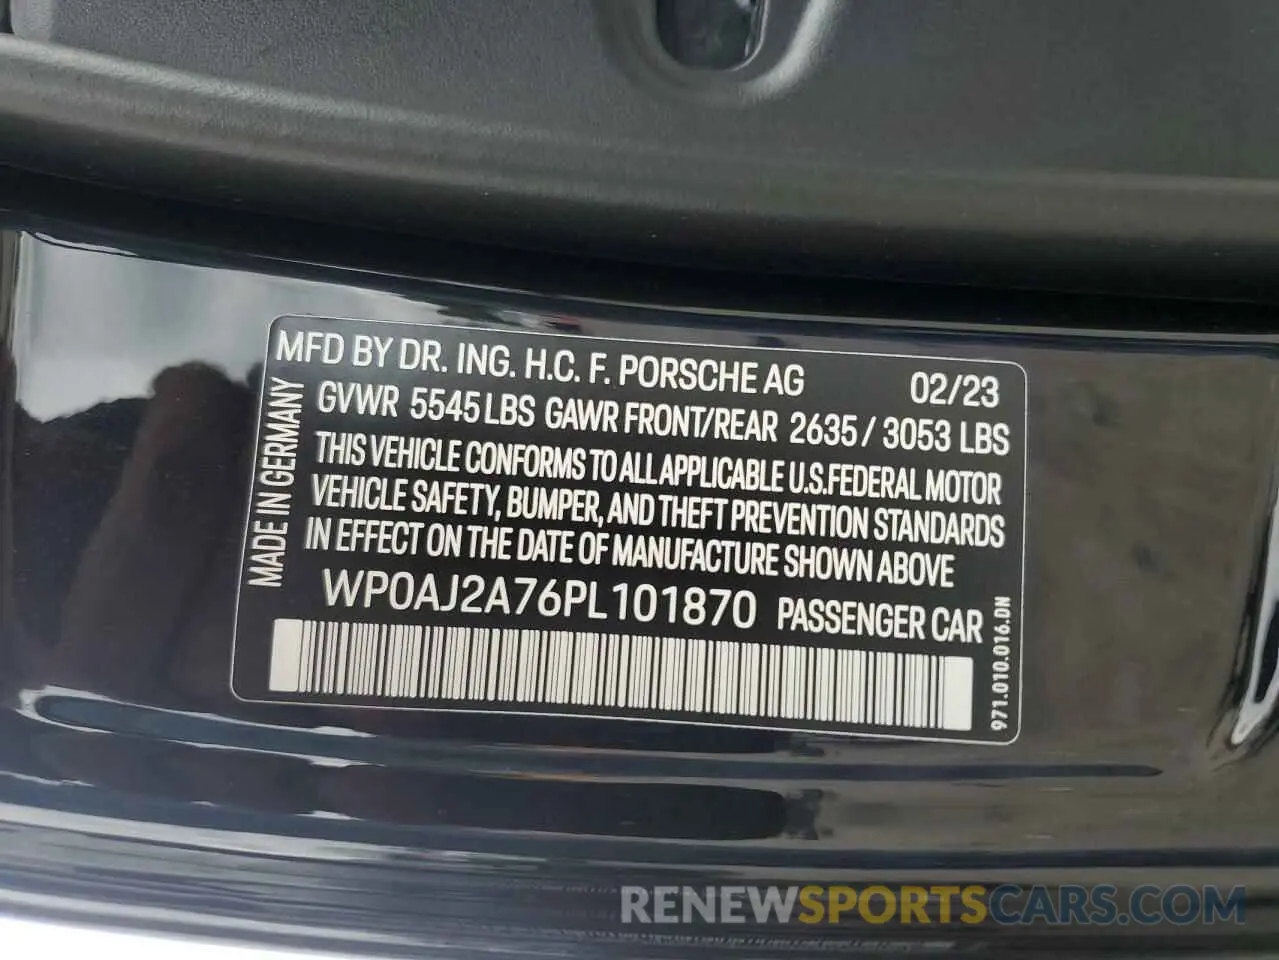 MFD BY DR. ING. H.C. F. PORSCHE AG 02/23
GVWR 5545 LBS GAWR FRONT/REAR 2635 / 3053 LBS
THIS VEHICLE CONFORMS TO ALL APPLICABLE U.S.FEDERAL MOTOR
VEHICLE SAFETY, BUMPER, AND THEFT PREVENTION STANDARDS
IN EFFECT ON THE DATE OF MANUFACTURE SHOWN ABOVE
WP0AJ2A76PL101870 PASSENGER CAR
MADE IN GERMANY
971.010.016.DN
RENEWSPORTSCARS.COM